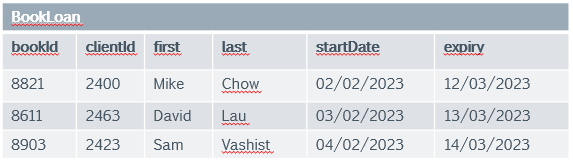 BookLoan
bookId clientId first last startDate expiry
8821 2400 Mike Chow 02/02/2023 12/03/2023
8611 2463 David Lau 03/02/2023 13/03/2023
8903 2423 Sam Vashist 04/02/2023 14/03/2023